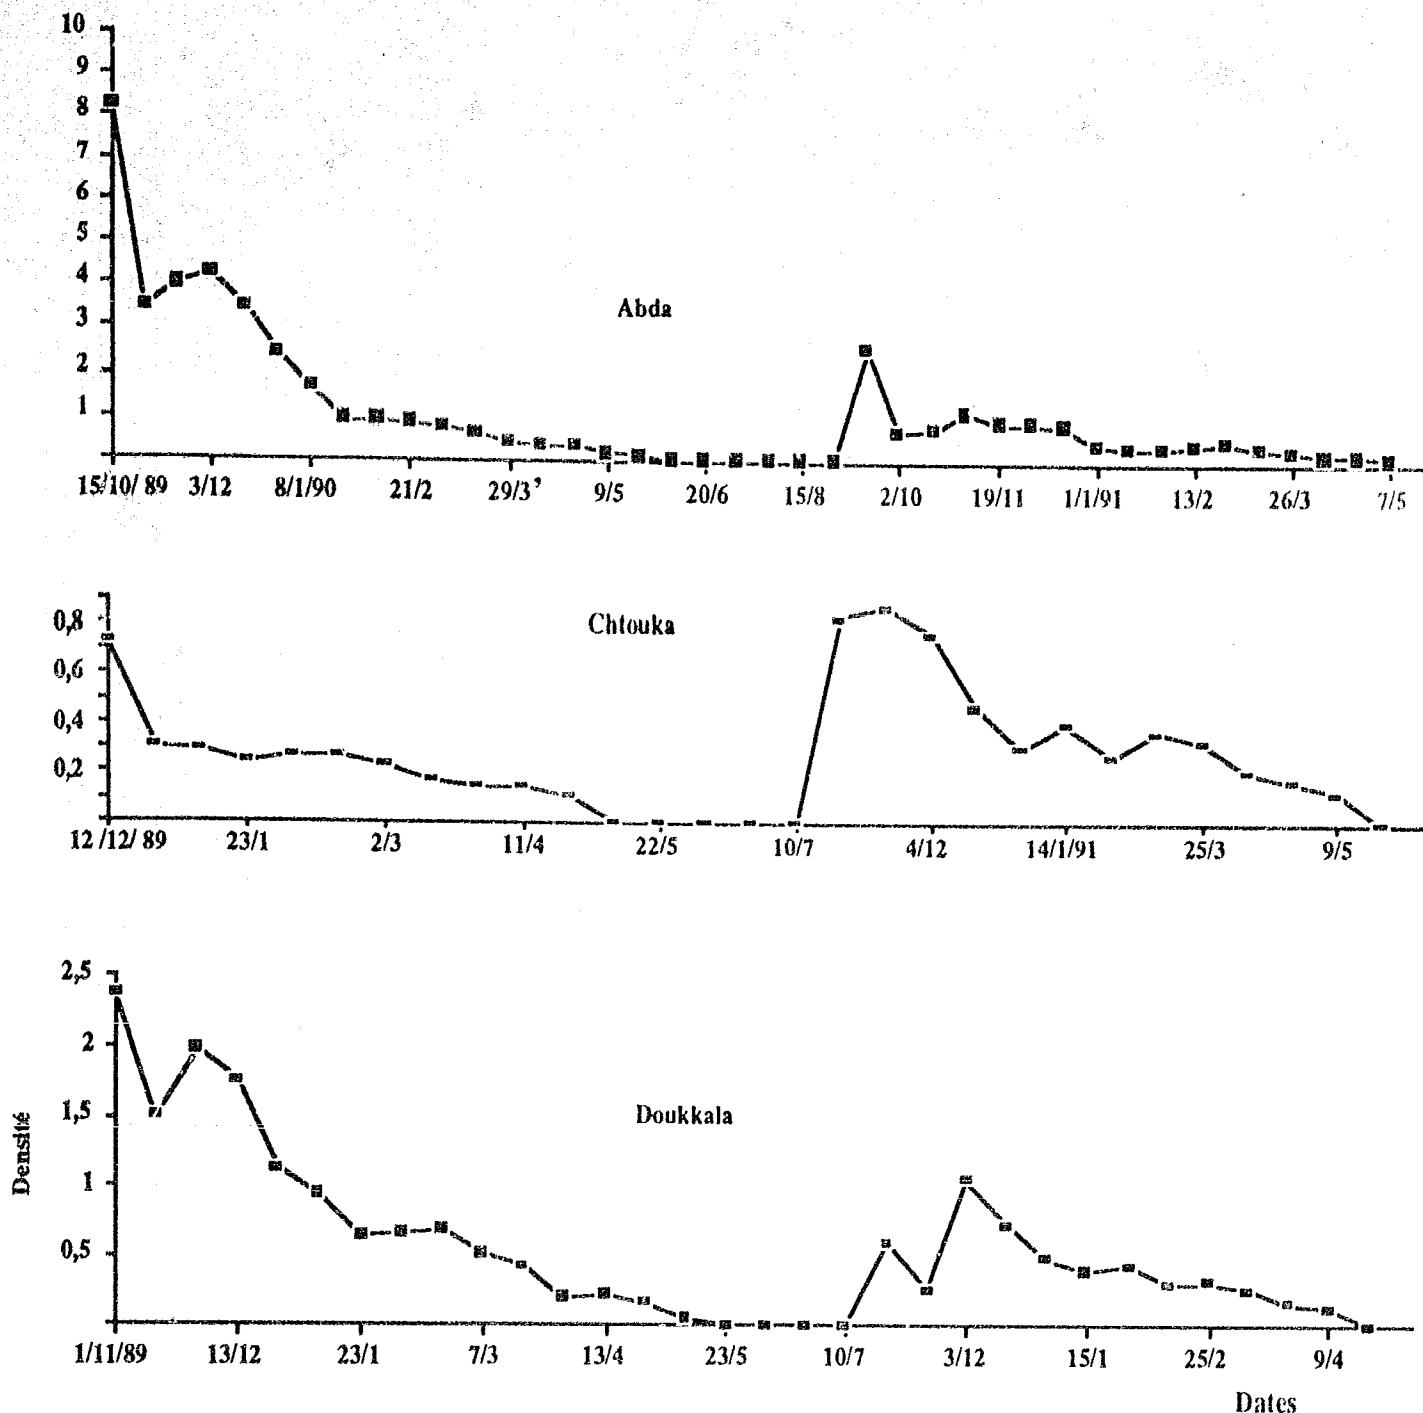 10
9
8
7
6
5
4
3
2
1
Abda
15/10/ 89 3/12 8/1/90 21/2 29/3 9/5 20/6 15/8 2/10 19/11 1/1/91 13/2 26/3 7/5
0,8
0,6
0,4
0,2
Chtouka
12 /12/ 89 23/1 2/3 11/4 22/5 10/7 4/12 14/1/91 25/3 9/5
2,5
2
1,5
1
0,5
Densité
Doukkala
1/11/89 13/12 23/1 7/3 13/4 23/5 10/7 3/12 15/1 25/2 9/4
Dates